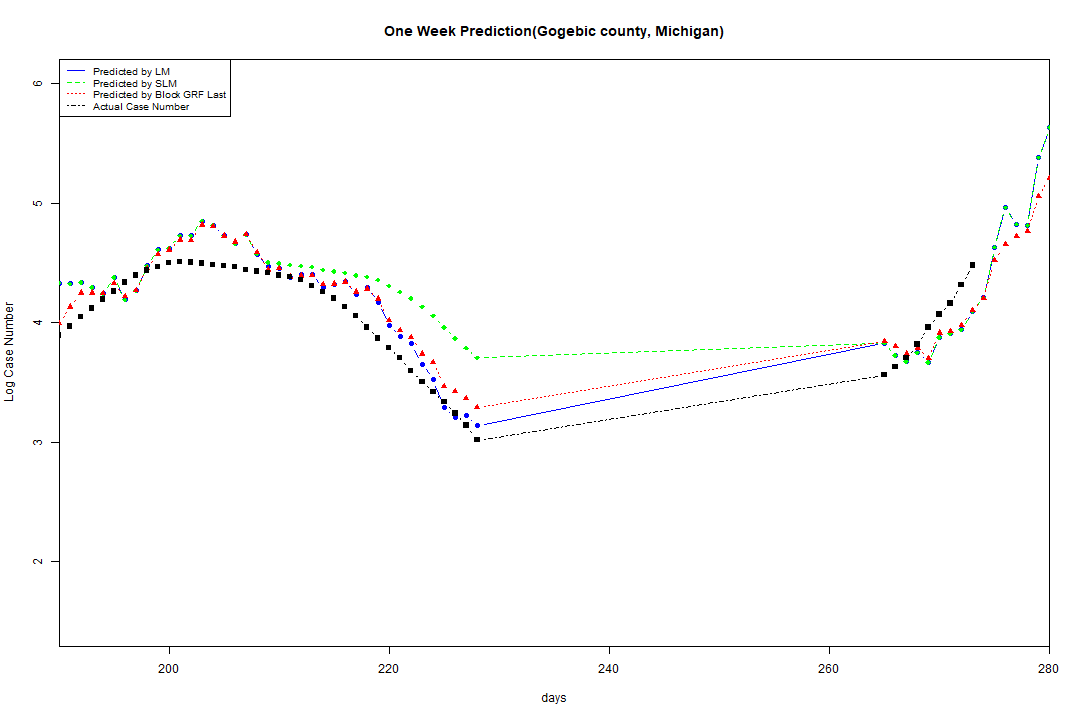 One Week Prediction(Gogebic county, Michigan)
Predicted by LM
Predicted by SLM
Predicted by Block GRF Last
Actual Case Number
6
5
4
3
2
Log Case Number
200
220
240
260
280
days